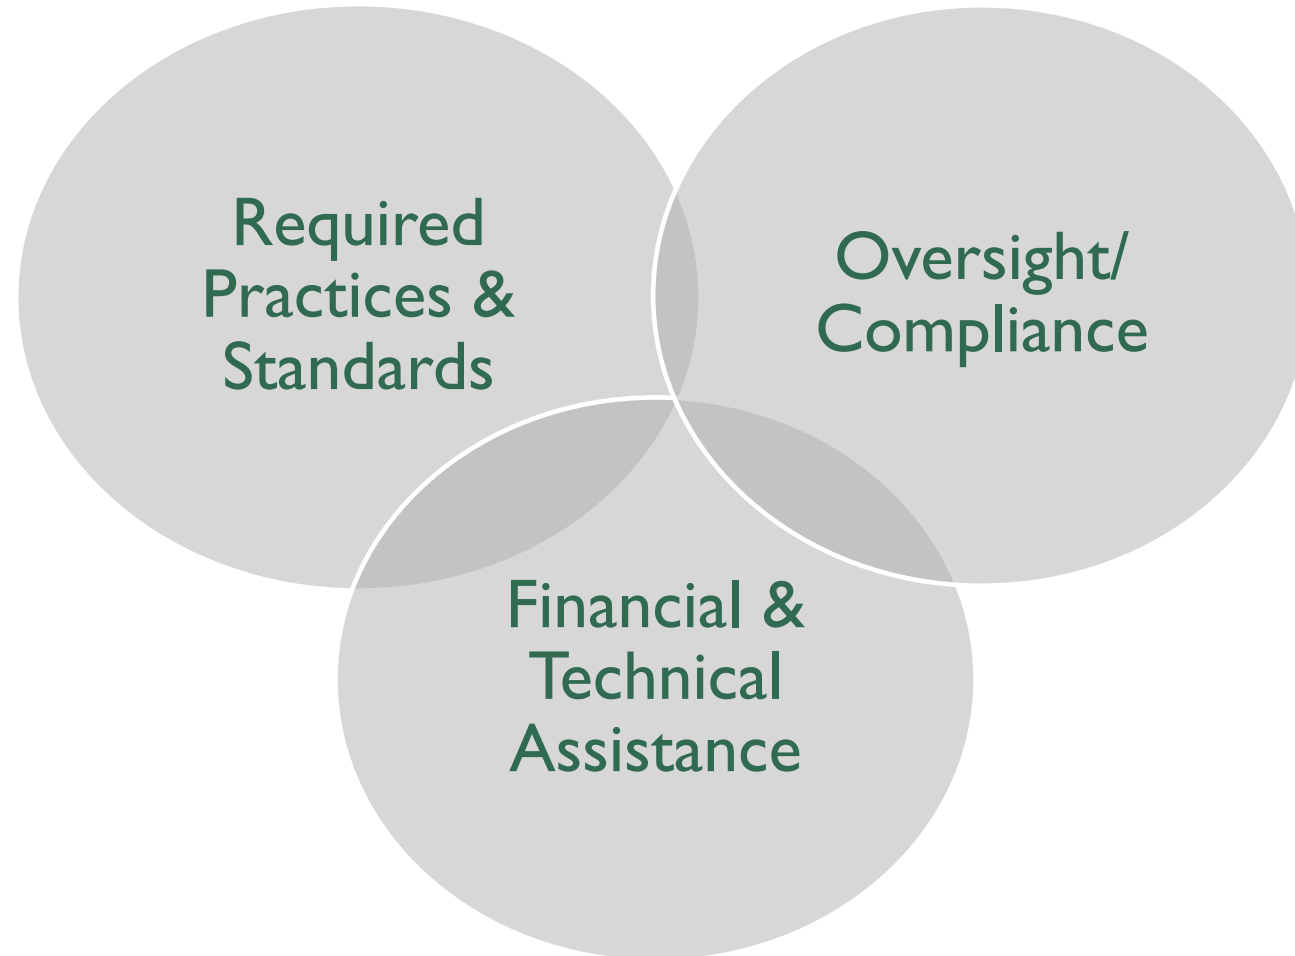 Required
Practices &
Standards
Oversight/
Compliance
Financial &
Technical
Assistance